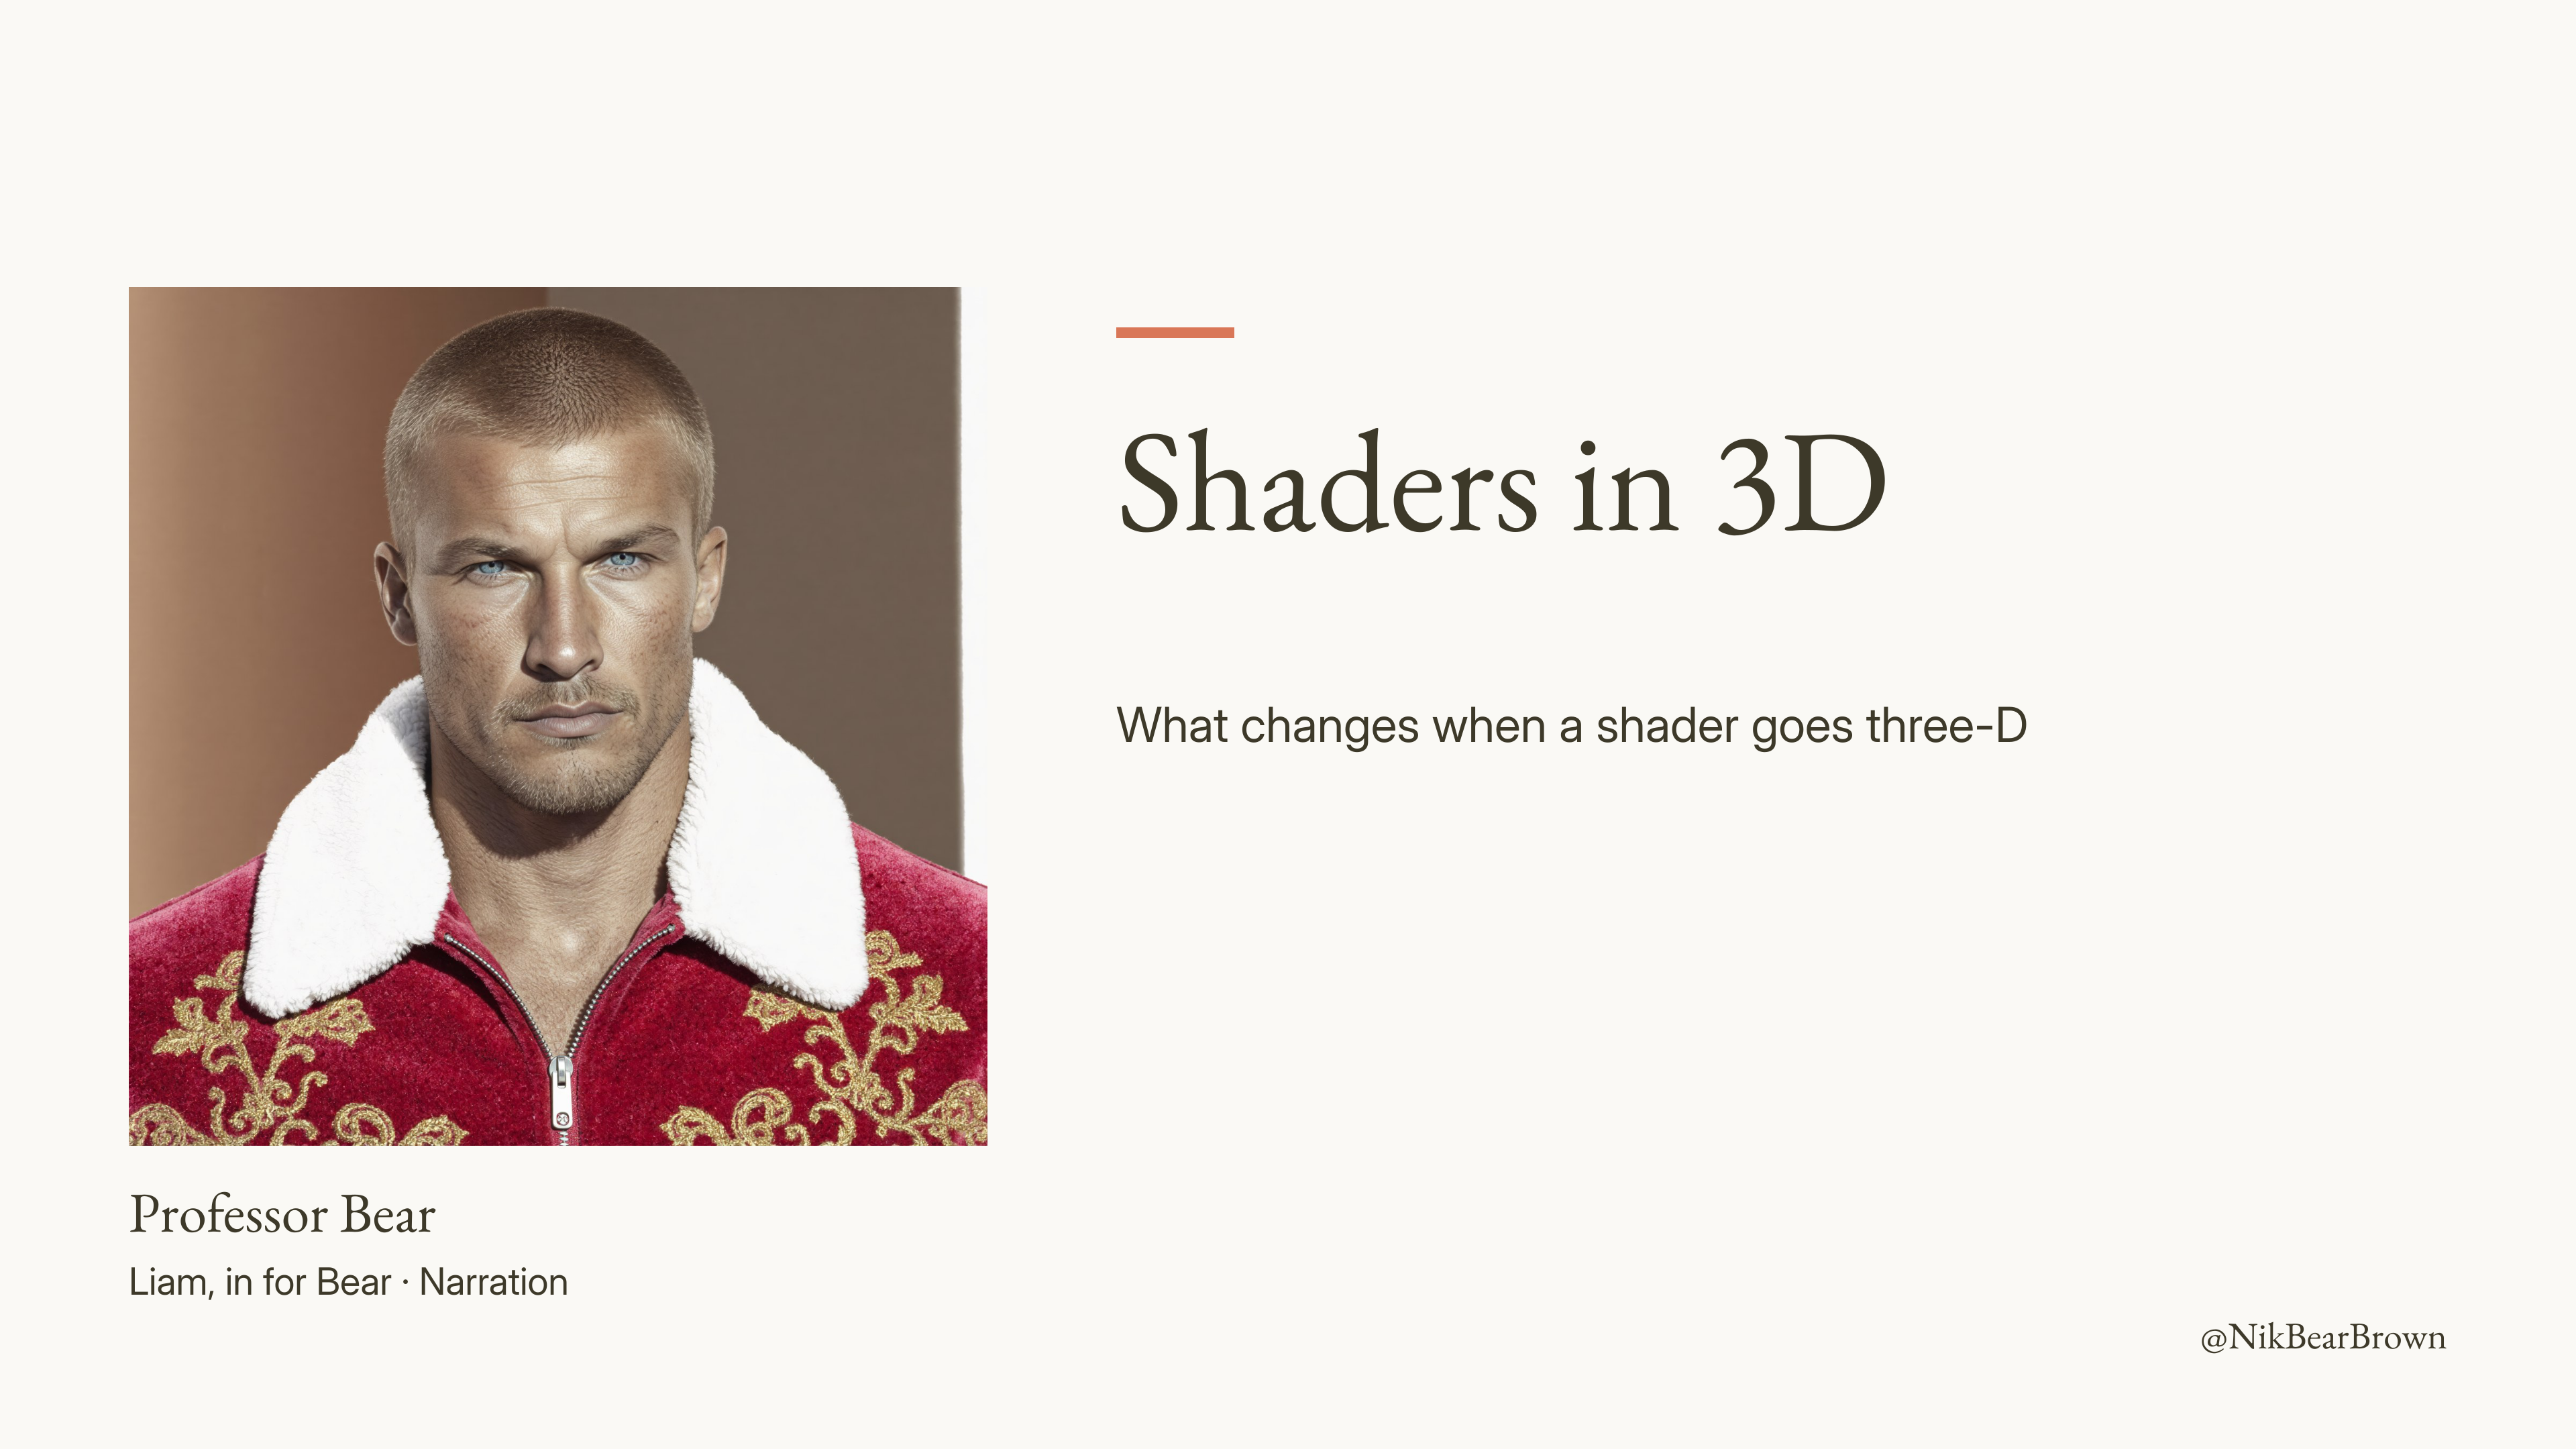 Shaders in 3D
What changes when a shader goes three-D
Professor Bear
Liam, in for Bear · Narration
@NikBearBrown